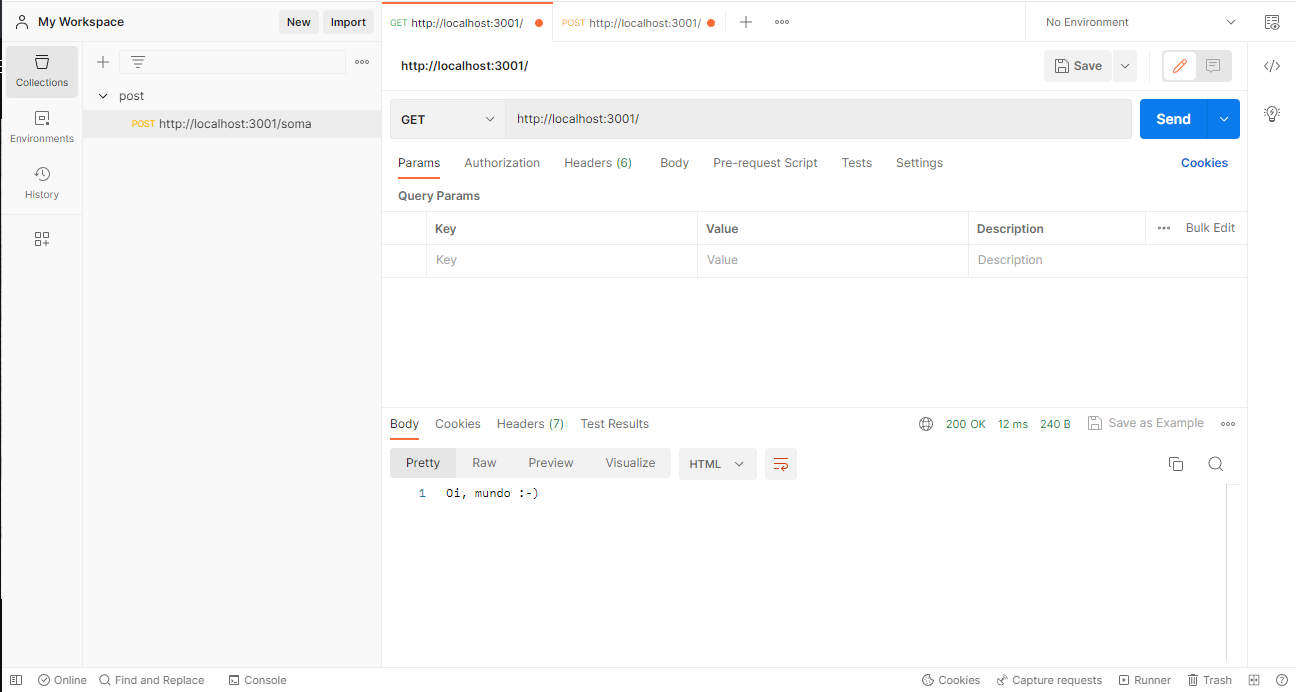 My Workspace New Import GET http://localhost:3001/ POST http://localhost:3001/ No Environment
Collections
Environments
History
post
POST http://localhost:3001/soma
http://localhost:3001/ Save
GET http://localhost:3001/ Send
Params Authorization Headers (6) Body Pre-request Script Tests Settings Cookies
Query Params
Key Value Description Bulk Edit
Key Value Description
Body Cookies Headers (7) Test Results 200 OK 12 ms 240 B Save as Example
Pretty Raw Preview Visualize HTML
1 Oi, mundo :-)
Online Find and Replace Console Cookies Capture requests Runner Trash